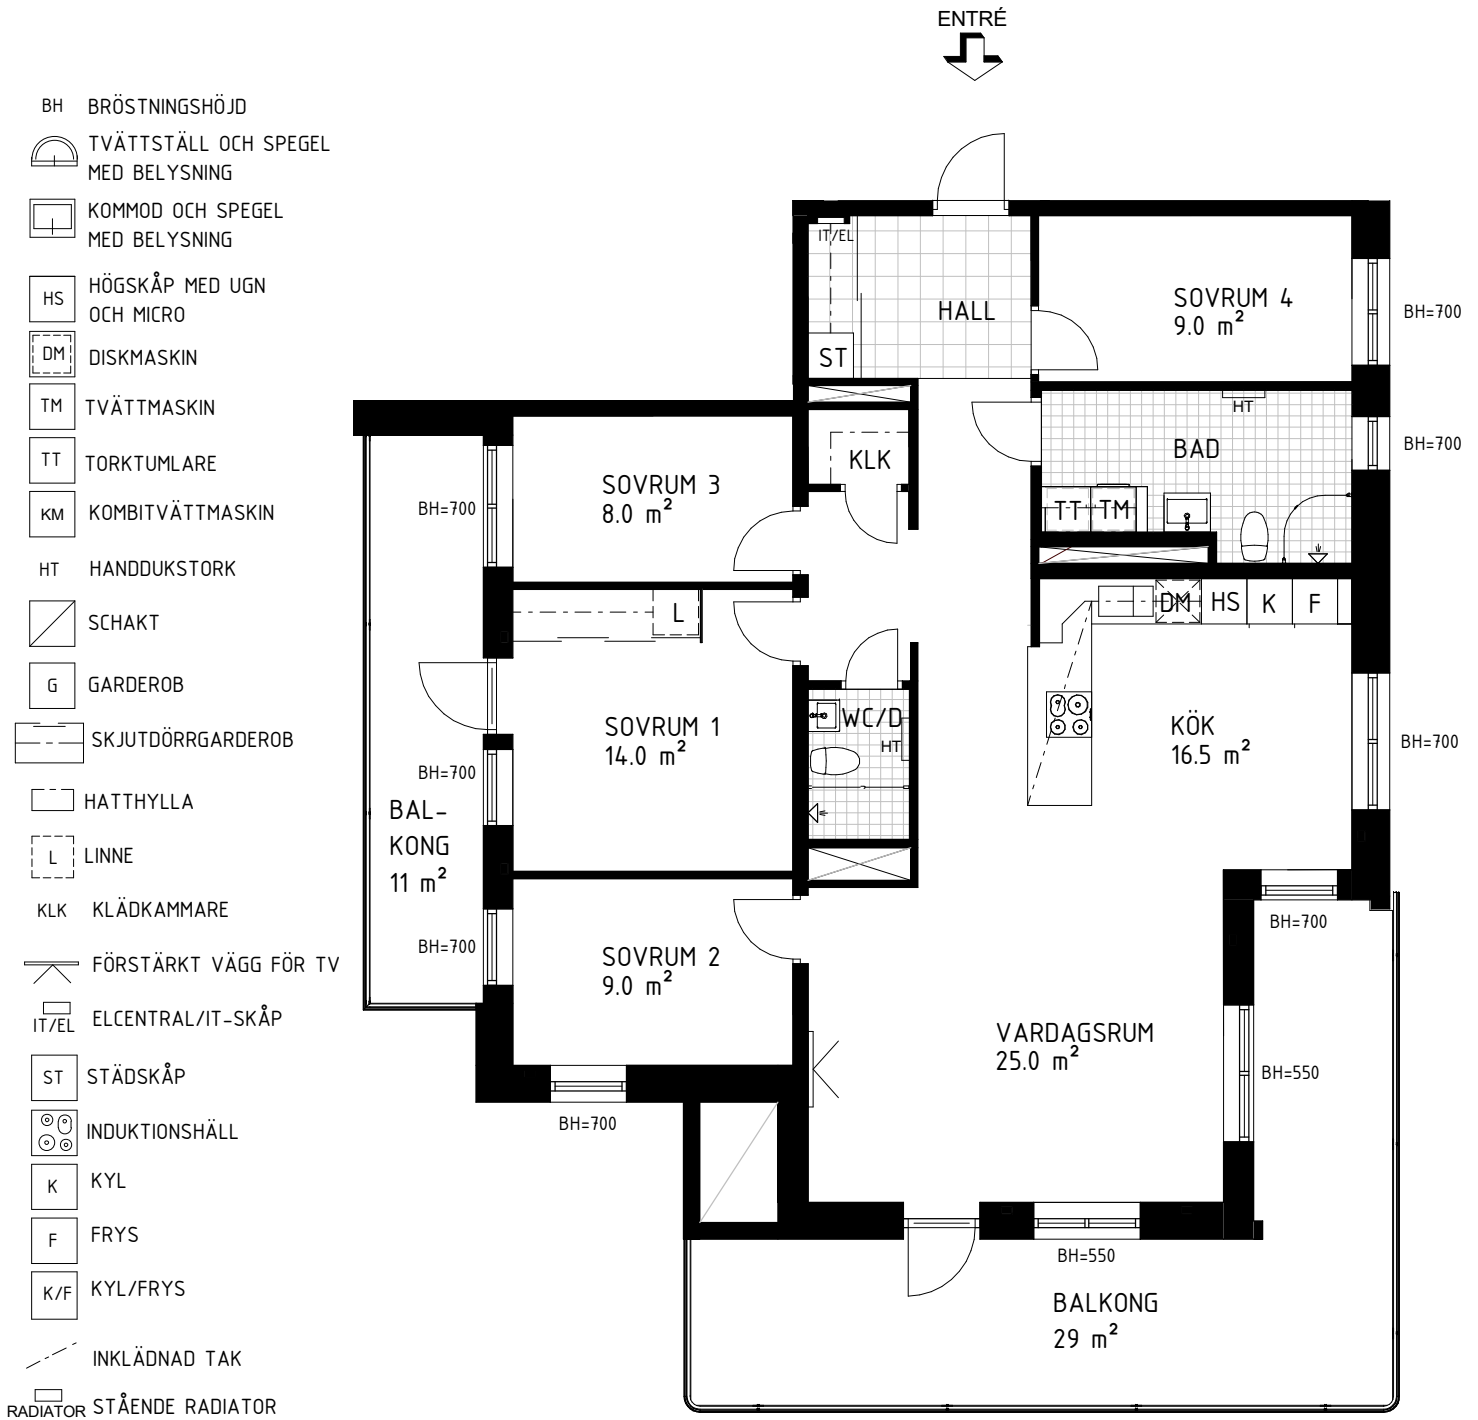 ENTRÉ
BH BRÖSTNINGSHÖJD
TVÄTTSTÄLL OCH SPEGEL
MED BELYSNING
KOMMOD OCH SPEGEL
MED BELYSNING
HS HÖGSKÅP MED UGN
OCH MICRO
DM DISKMASKIN
TM TVÄTTMASKIN
TT TORKTUMLARE
KM KOMBITVÄTTMASKIN
HT HANDDUKSTORK
SCHAKT
G GARDEROB
SKJUTDÖRRGARDEROB
HATTHYLLA
L LINNE
KLK KLÄDKAMMARE
FÖRSTÄRKT VÄGG FÖR TV
IT/EL ELCENTRAL/IT-SKÅP
ST STÄDSKÅP
INDUKTIONSHÄLL
K KYL
F FRYS
K/F KYL/FRYS
INKLÄDNAD TAK
RADIATOR STÅENDE RADIATOR
IT/EL
HALL
ST
SOVRUM 4
9.0 m²
BH=700
HT
BAD
BH=700
TT TM
KLK
SOVRUM 3
8.0 m²
BH=700
L
SOVRUM 1
14.0 m²
BH=700
WC/D
HT
DM HS K F
KÖK
16.5 m²
BH=700
BAL-
KONG
11 m²
BH=700
SOVRUM 2
9.0 m²
BH=700
BH=700
VARDAGSRUM
25.0 m²
BH=550
BH=550
BALKONG
29 m²